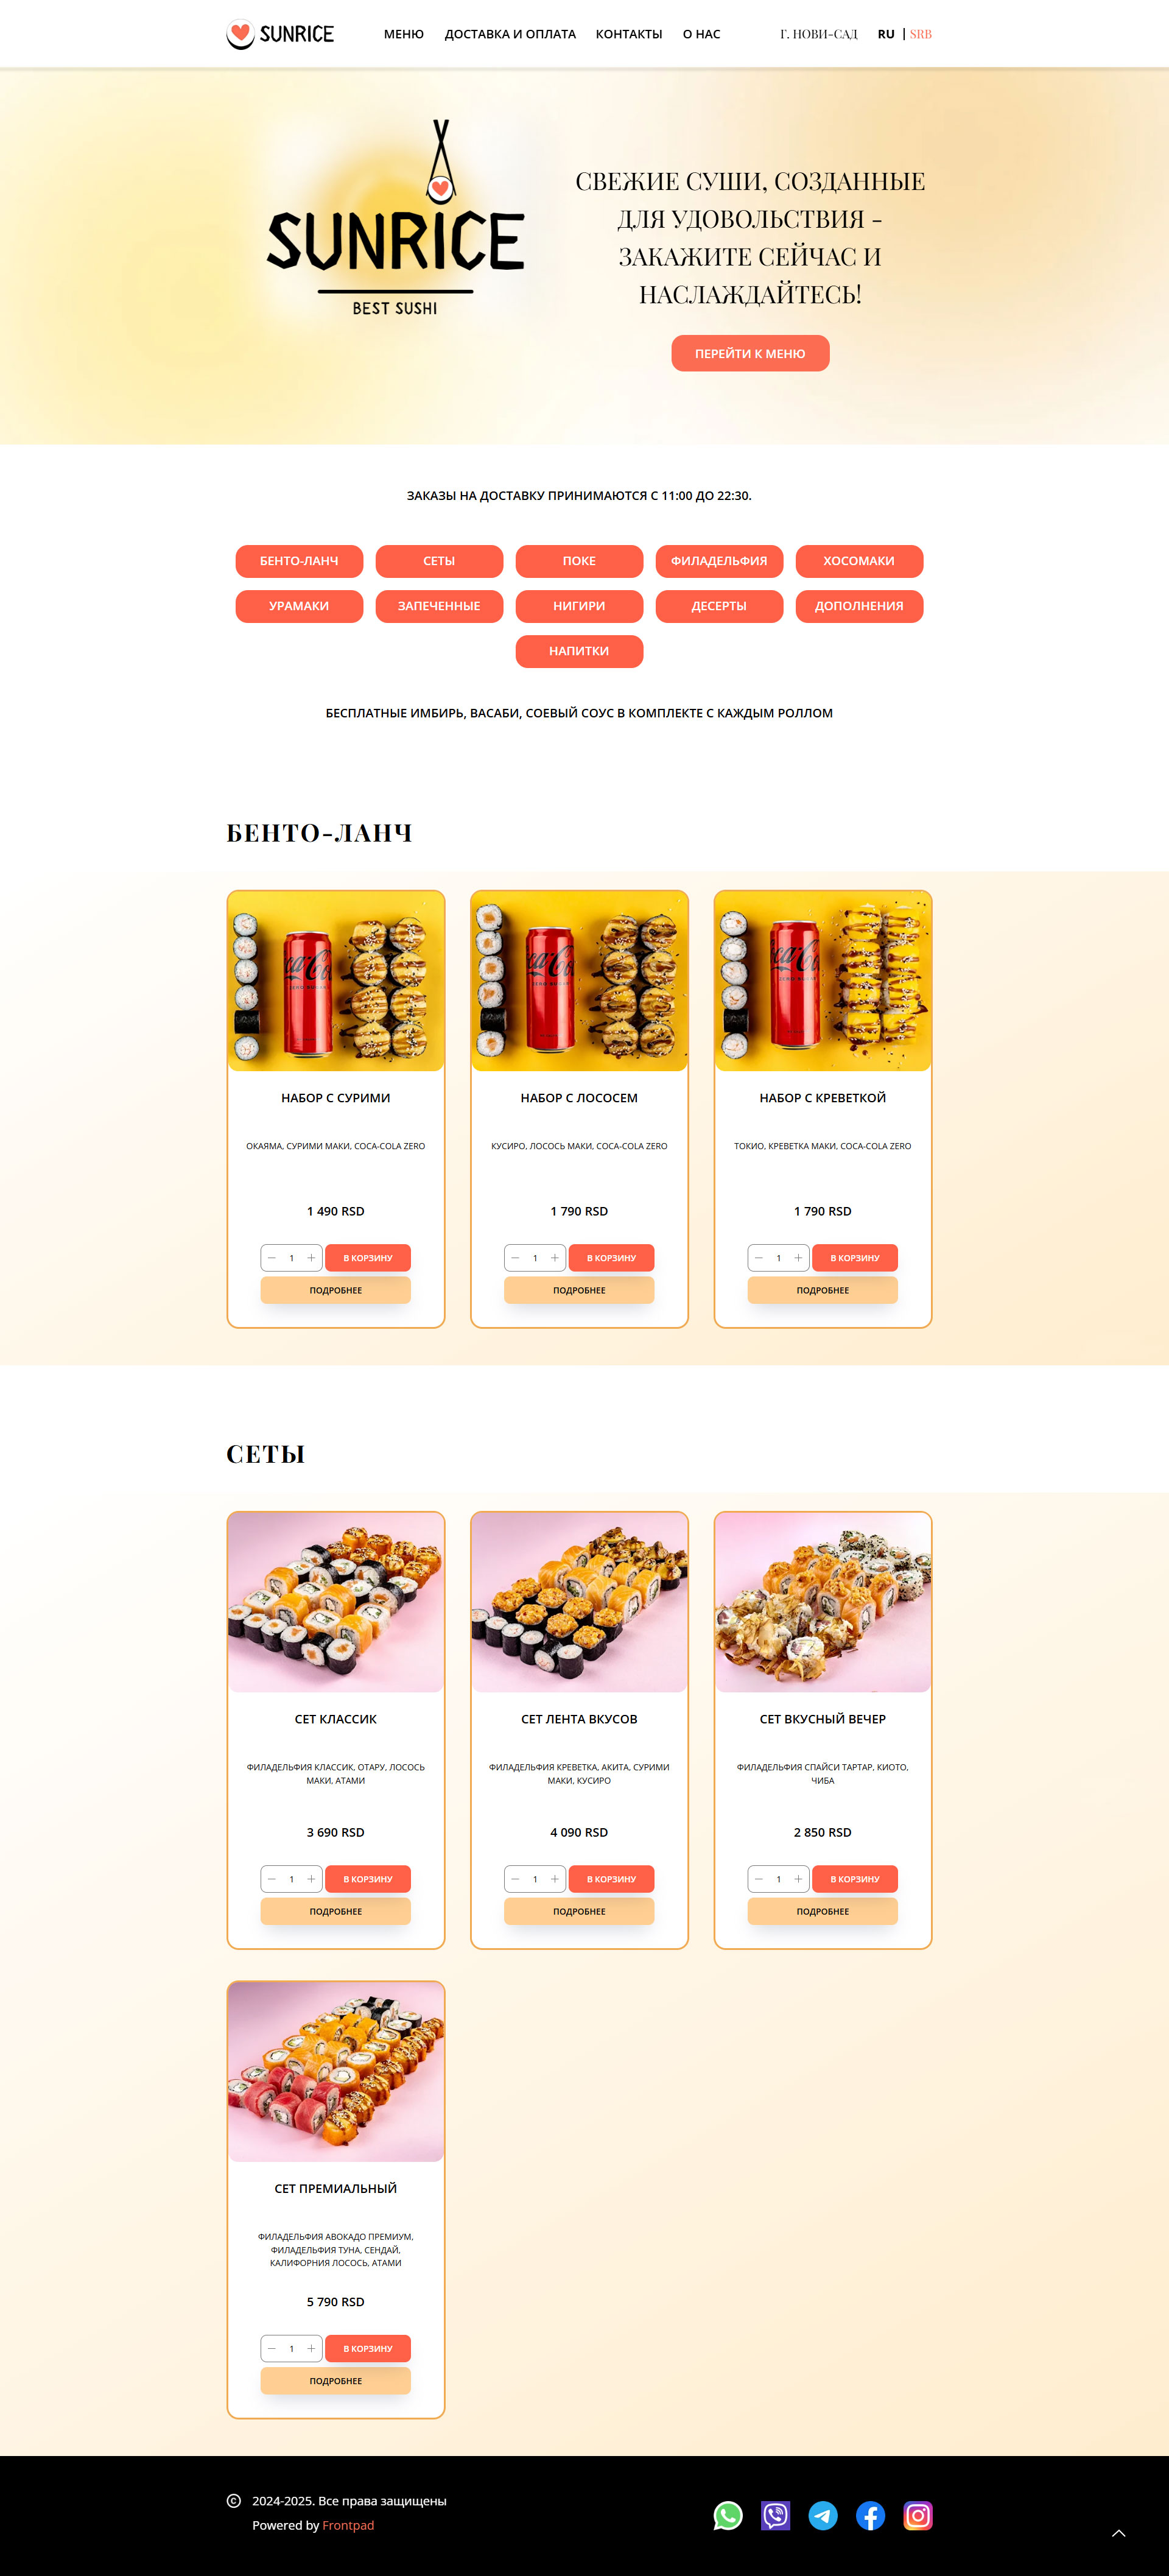 SUNRICE
МЕНЮ ДОСТАВКА И ОПЛАТА КОНТАКТЫ О НАС Г. НОВИ-САД RU | SRB
SUNRICE
BEST SUSHI
СВЕЖИЕ СУШИ, СОЗДАННЫЕ
ДЛЯ УДОВОЛЬСТВИЯ -
ЗАКАЖИТЕ СЕЙЧАС И
НАСЛАЖДАЙТЕСЬ!
ПЕРЕЙТИ К МЕНЮ
ЗАКАЗЫ НА ДОСТАВКУ ПРИНИМАЮТСЯ С 11:00 ДО 22:30.
БЕНТО-ЛАНЧ СЕТЫ ПОКЕ ФИЛАДЕЛЬФИЯ ХОСОМАКИ
УРАМАКИ ЗАПЕЧЕННЫЕ НИГИРИ ДЕСЕРТЫ ДОПОЛНЕНИЯ
НАПИТКИ
БЕСПЛАТНЫЕ ИМБИРЬ, ВАСАБИ, СОЕВЫЙ СОУС В КОМПЛЕКТЕ С КАЖДЫМ РОЛЛОМ
БЕНТО-ЛАНЧ
НАБОР С СУРИМИ
ОКАЯМА, СУРИМИ МАКИ, COCA-COLA ZERO
1 490 RSD
1 В КОРЗИНУ
ПОДРОБНЕЕ
НАБОР С ЛОСОСЕМ
КУСИРО, ЛОСОСЬ МАКИ, COCA-COLA ZERO
1 790 RSD
1 В КОРЗИНУ
ПОДРОБНЕЕ
НАБОР С КРЕВЕТКОЙ
ТОКИО, КРЕВЕТКА МАКИ, COCA-COLA ZERO
1 790 RSD
1 В КОРЗИНУ
ПОДРОБНЕЕ
СЕТЫ
СЕТ КЛАССИК
ФИЛАДЕЛЬФИЯ КЛАССИК, ОТАРУ, ЛОСОСЬ
МАКИ, АТАМИ
3 690 RSD
1 В КОРЗИНУ
ПОДРОБНЕЕ
СЕТ ЛЕНТА ВКУСОВ
ФИЛАДЕЛЬФИЯ КРЕВЕТКА, АКИТА, СУРИМИ
МАКИ, КУСИРО
4 090 RSD
1 В КОРЗИНУ
ПОДРОБНЕЕ
СЕТ ВКУСНЫЙ ВЕЧЕР
ФИЛАДЕЛЬФИЯ СПАЙСИ ТАРТАР, КИОТО,
ЧИБА
2 850 RSD
1 В КОРЗИНУ
ПОДРОБНЕЕ
СЕТ ПРЕМИАЛЬНЫЙ
ФИЛАДЕЛЬФИЯ АВОКАДО ПРЕМИУМ,
ФИЛАДЕЛЬФИЯ ТУНА, СЕНДАЙ,
КАЛИФОРНИЯ ЛОСОСЬ, АТАМИ
5 790 RSD
1 В КОРЗИНУ
ПОДРОБНЕЕ
© 2024-2025. Все права защищены
Powered by Frontpad